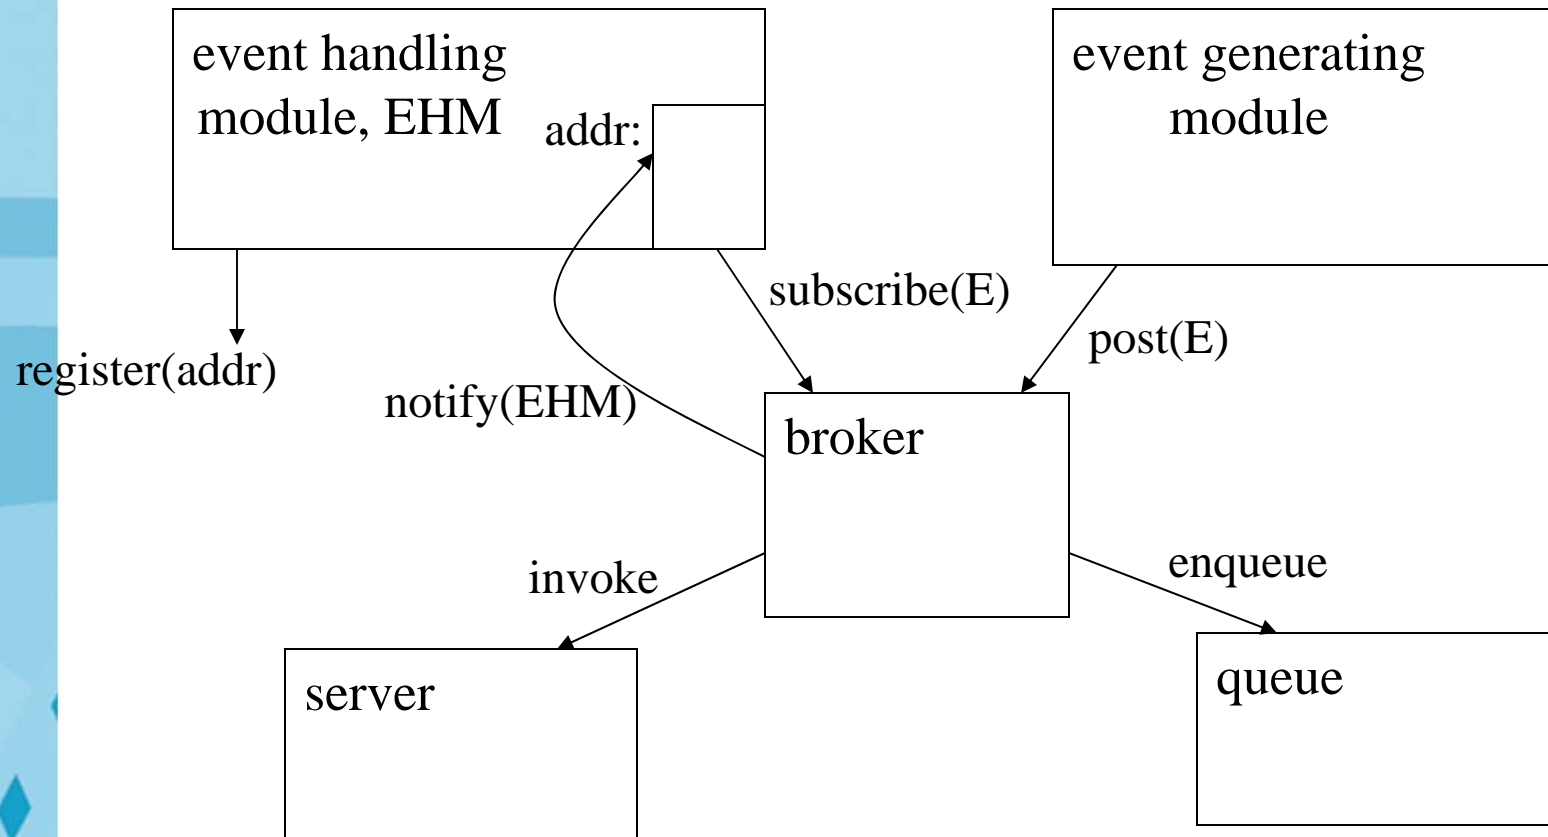 event handling
module, EHM
addr:
event generating
module
subscribe(E)
post(E)
register(addr)
notify(EHM)
broker
invoke
enqueue
server
queue